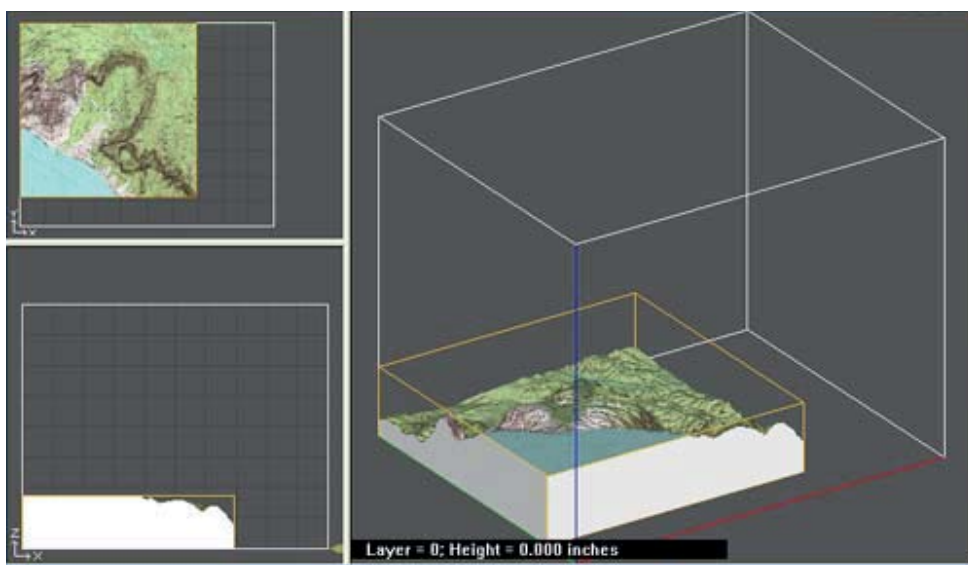 Y
X
Z
X
Layer = 0; Height = 0.000 inches